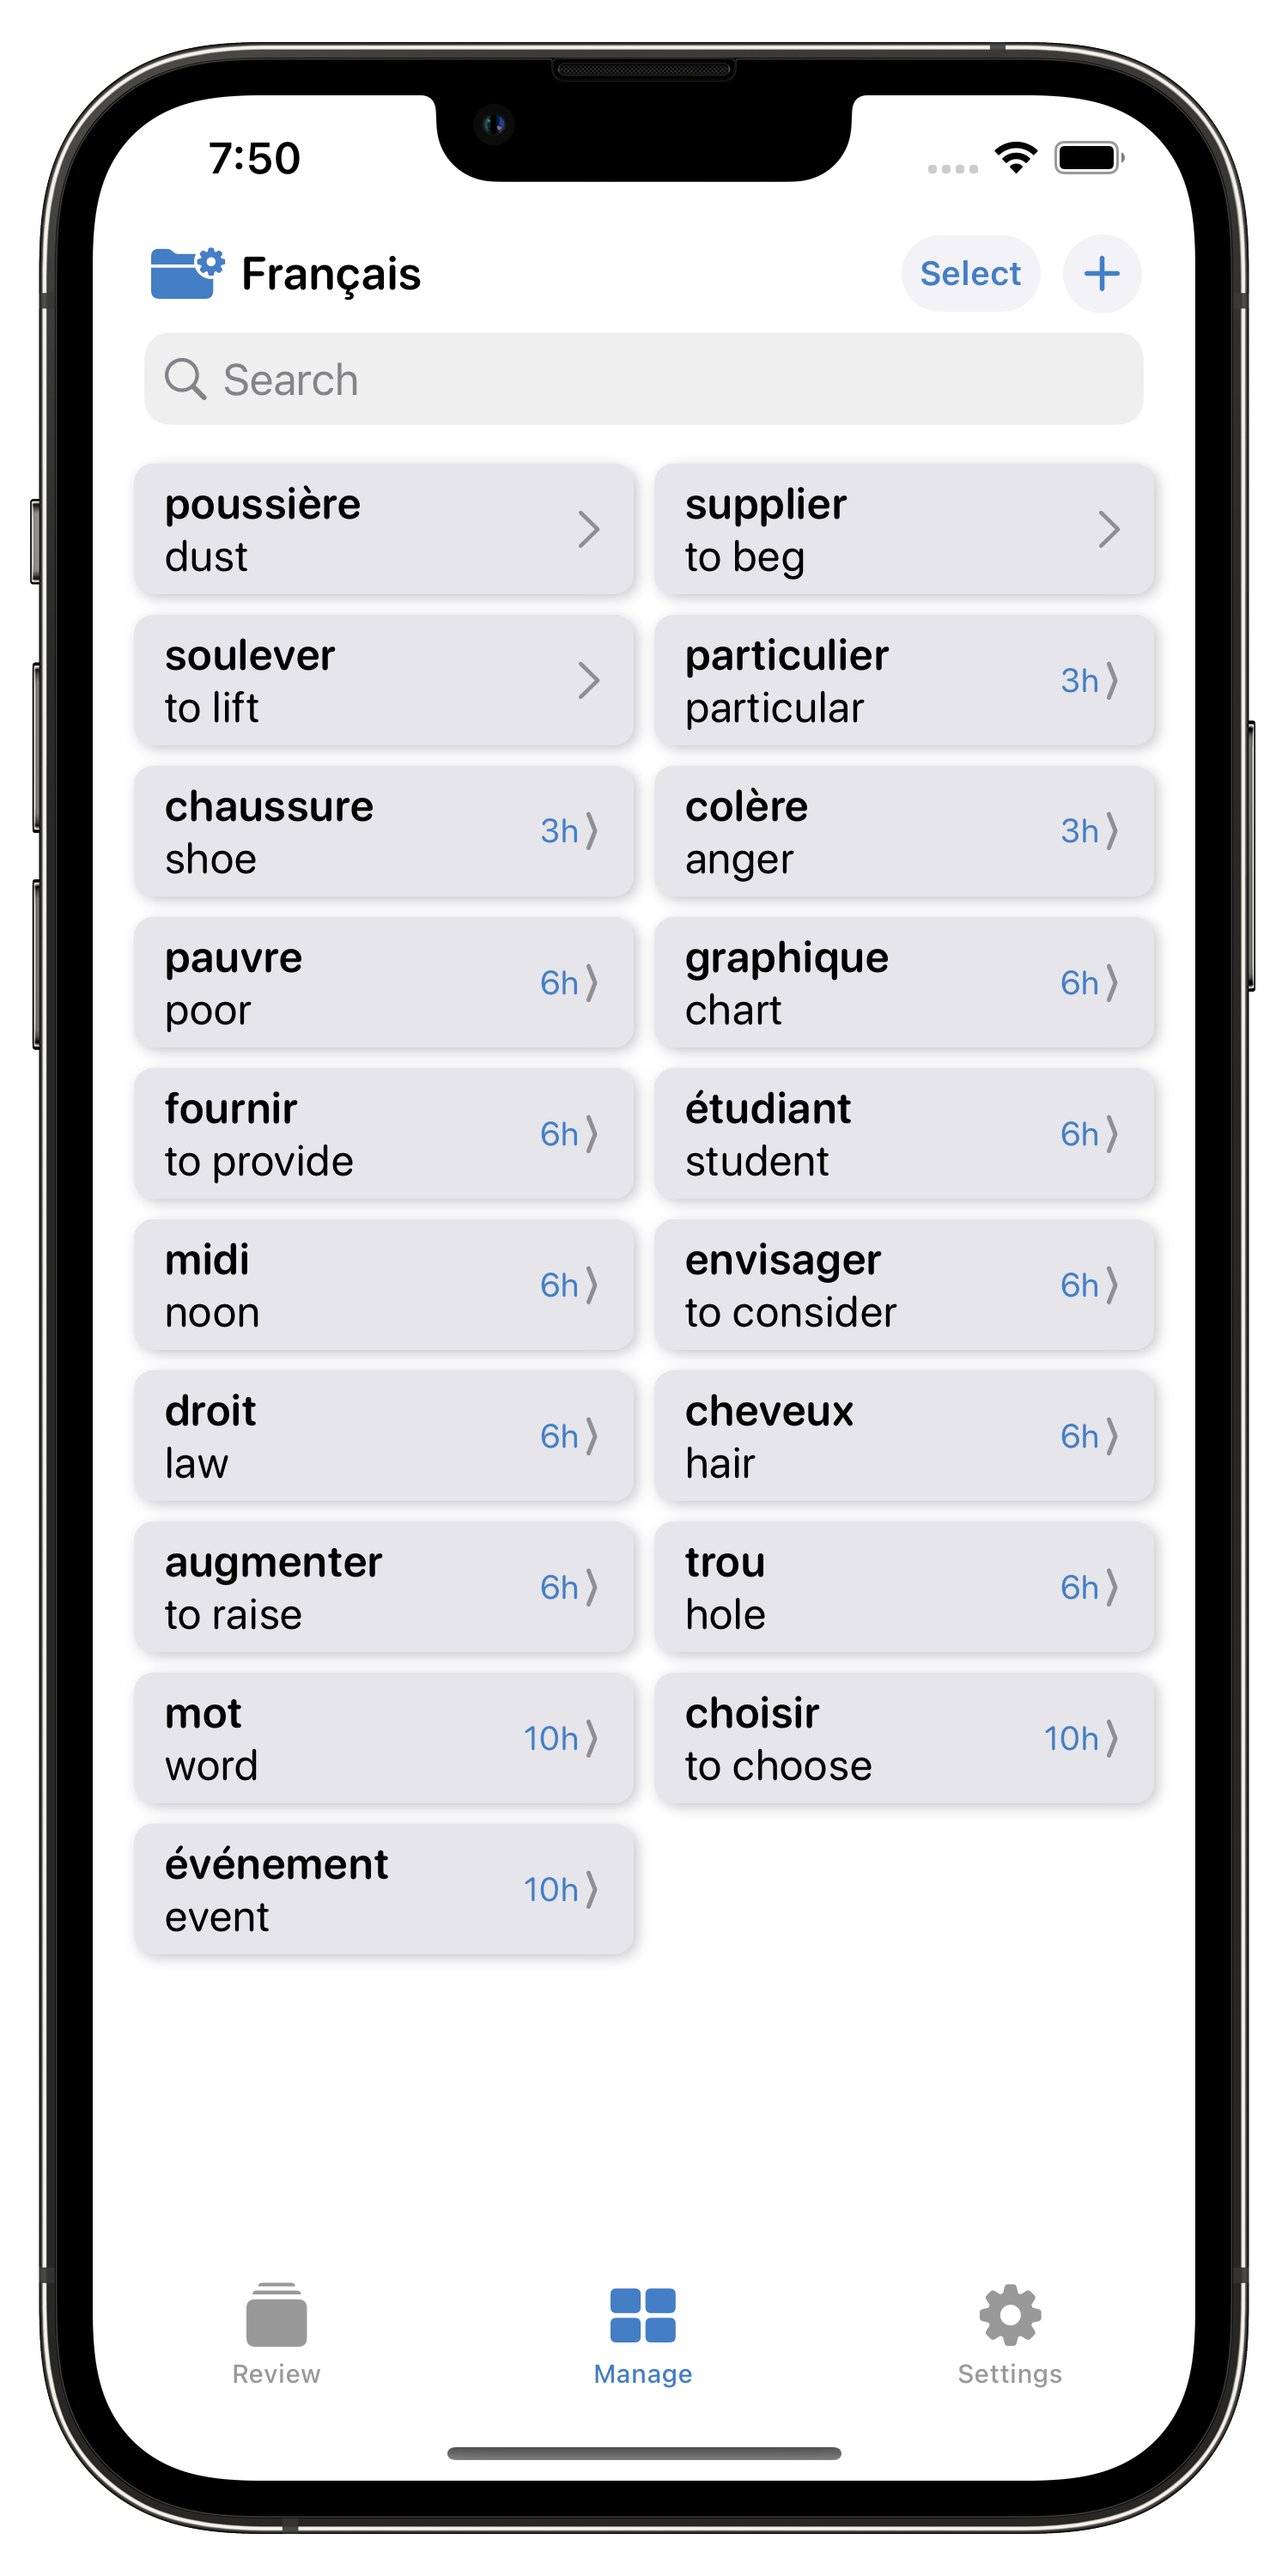 7:50
Français
Select
Search
poussière
dust
supplier
to beg
soulever
to lift
particulier
particular
3h
chaussure
shoe
3h
colère
anger
3h
pauvre
poor
6h
graphique
chart
6h
fournir
to provide
6h
étudiant
student
6h
midi
noon
6h
envisager
to consider
6h
droit
law
6h
cheveux
hair
6h
augmenter
to raise
6h
trou
hole
6h
mot
word
10h
choisir
to choose
10h
événement
event
10h
Review
Manage
Settings